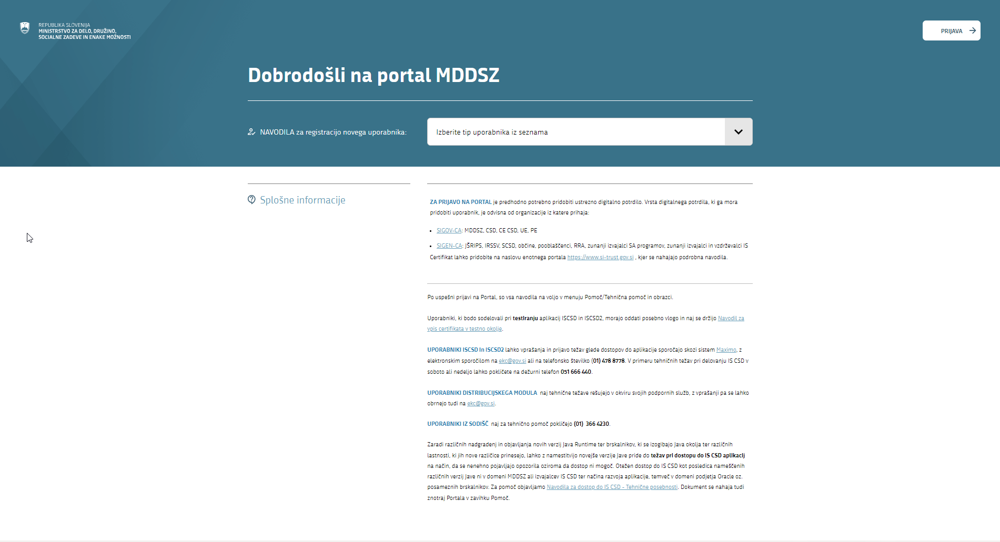 REPUBLIKA SLOVENIJA
MINISTRSTVO ZA DELO, DRUŽINO,
SOCIALNE ZADEVE IN ENAKE MOŽNOSTI
PRIJAVA
Dobrodošli na portal MDDSZ
NAVODILA za registracijo novega uporabnika:
Izberite tip uporabnika iz seznama
Splošne informacije
ZA PRIJAVO NA PORTAL je predhodno potrebno pridobiti ustrezno digitalno potrdilo. Vrsta digitalnega potrdila, ki ga mora
pridobiti uporabnik, je odvisna od organizacije iz katere prihaja:
• SIGOV-CA: MDDSZ, CSD, CE CSD, UE, PE
• SIGEN-CA: JŠRIPS, IRSSV, SCSD, občine, pooblaščenci, RRA, zunanji izvajalci SA programov, zunanji izvajalci in vzdrževalci IS
Certifikat lahko pridobite na naslovu enotnega portala https://www.si-trust.gov.si , kjer se nahajajo podrobna navodila.
Po uspešni prijavi na Portal, so vsa navodila na voljo v menuju Pomoč/Tehnična pomoč in obrazci.
Uporabniki, ki bodo sodelovali pri testiranju aplikacij ISCSD in ISCSD2, morajo oddati posebno vlogo in naj se držijo Navodil za
vpis certifikata v testno okolje.
UPORABNIKI ISCSD in ISCSD2 lahko vprašanja in prijavo težav glede dostopov do aplikacije sporočajo skozi sistem Maximo, z
elektronskim sporočilom na ekc@gov.si ali na telefonsko številko (01) 478 8778. V primeru tehničnih težav pri delovanju IS CSD v
soboto ali nedeljo lahko pokličete na dežurni telefon 051 666 440.
UPORABNIKI DISTRIBUCIJSKEGA MODULA naj tehnične težave rešujejo v okviru svojih podpornih služb, z vprašanji pa se lahko
obrnejo tudi na ekc@gov.si.
UPORABNIKI IZ SODIŠČ naj za tehnično pomoč pokličejo (01) 366 4230.
Zaradi različnih nadgradenj in objavljanja novih verzij Java Runtime ter brskalnikov, ki se izogibajo Java okolja ter različnih
lastnosti, ki jih nove različice prinesejo, lahko z namestitvijo novejše verzije Jave pride do težav pri dostopu do IS CSD aplikacij
na način, da se nenehno pojavljajo opozorila oziroma da dostop ni mogoč. Otežen dostop do IS CSD kot posledica nameščenih
različnih verzij Jave ni v domeni MDDSZ ali izvajalcev IS CSD ter načina razvoja aplikacije, temveč v domeni podjetja Oracle oz.
posameznih brskalnikov. Za pomoč objavljamo Navodila za dostop do IS CSD - Tehnične posebnosti. Dokument se nahaja tudi
znotraj Portala v zavihku Pomoč.